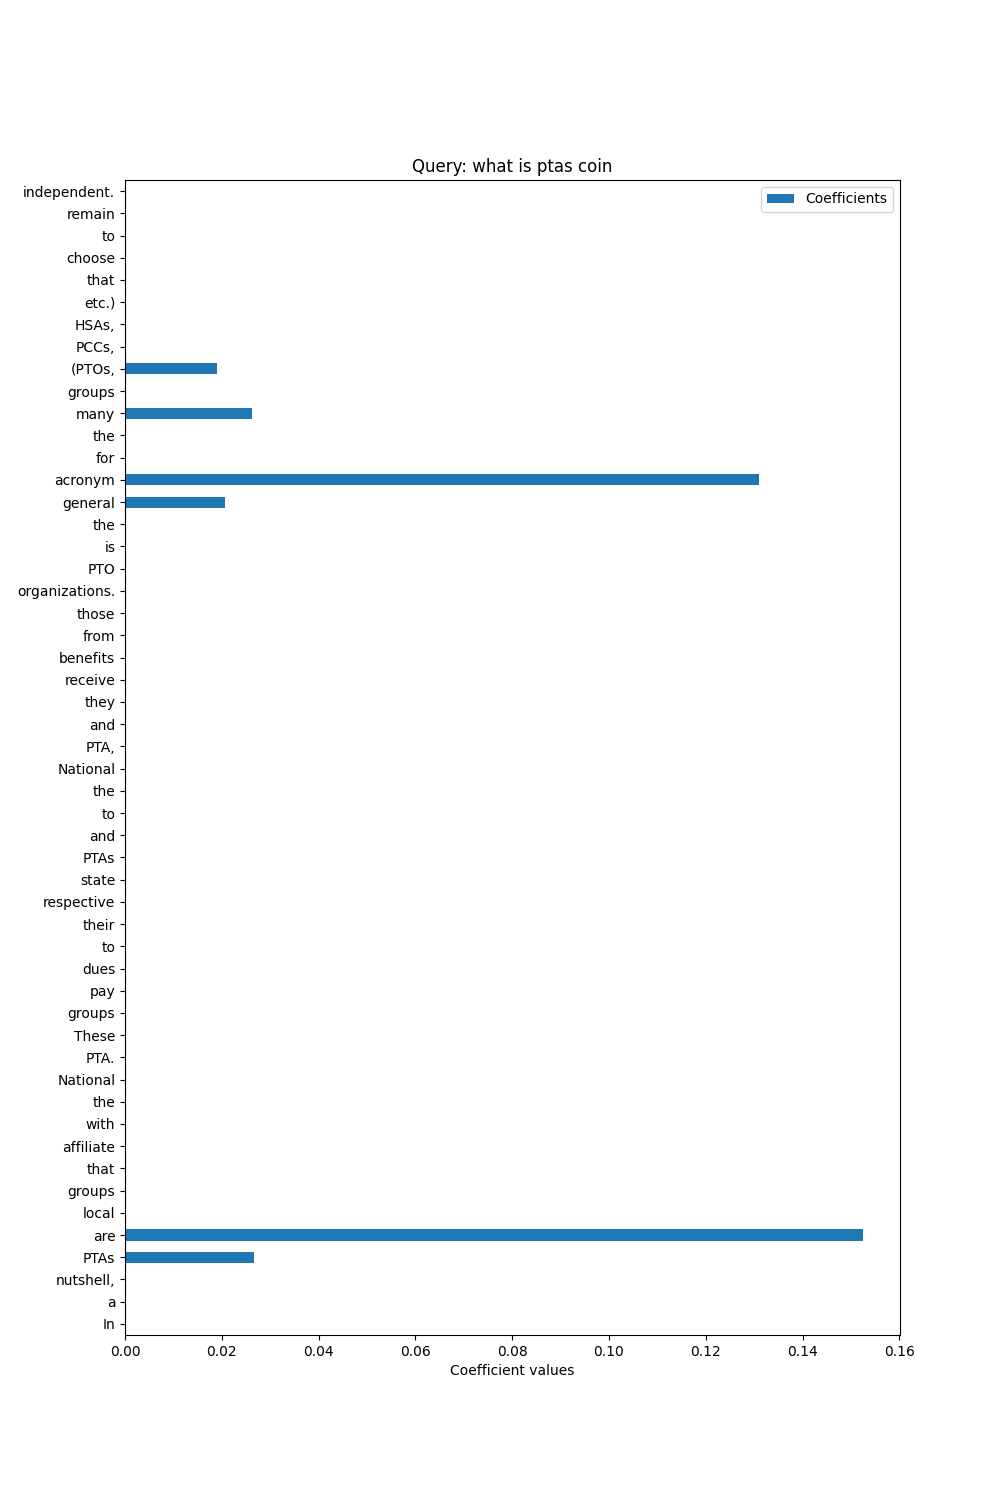 Query: what is ptas coin
Coefficients
independent.
remain
to
choose
that
etc.)
HSAs,
PCCs,
(PTOs,
groups
many
the
for
acronym
general
the
is
PTO
organizations.
those
from
benefits
receive
they
and
PTA,
National
the
to
and
PTAs
state
respective
their
to
dues
pay
groups
These
PTA.
National
the
with
affiliate
that
groups
local
are
PTAs
nutshell,
a
In
0.00 0.02 0.04 0.06 0.08 0.10 0.12 0.14 0.16
Coefficient values